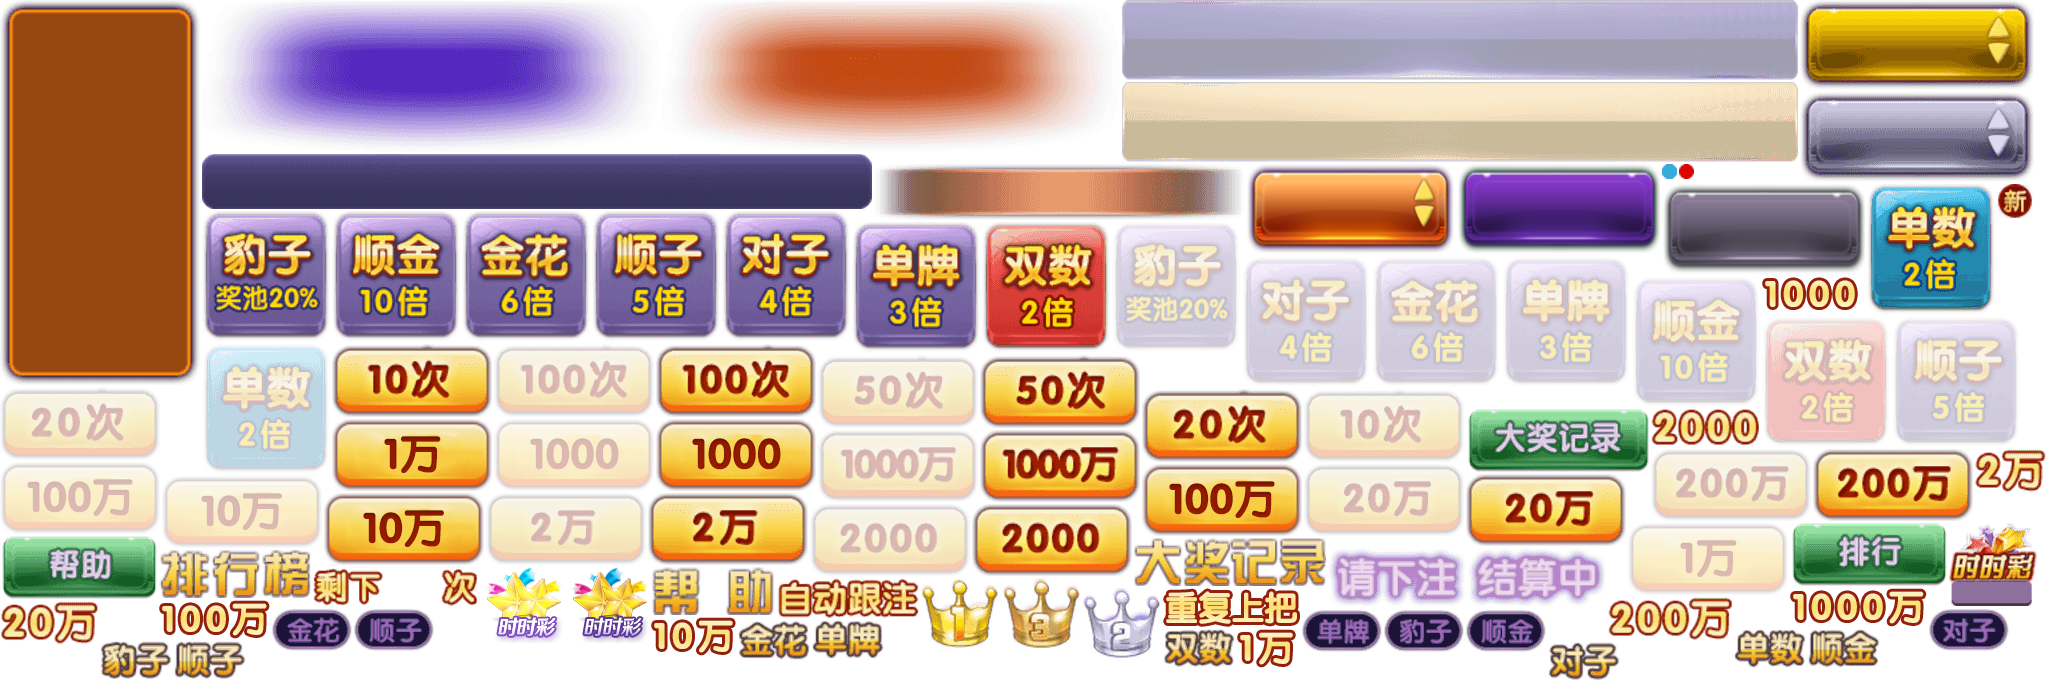 新
豹子
奖池20%
顺金
10倍
金花
6倍
顺子
5倍
对子
4倍
单牌
3倍
双数
2倍
豹子
奖池20%
对子
4倍
金花
6倍
单牌
3倍
顺金
10倍
1000
单数
2倍
双数
2倍
顺子
5倍
单数
2倍
10次
100次
100次
50次
50次
20次
10次
大奖记录
2000
20次
1万
1000
1000
1000万
1000万
100万
20万
20万
200万
200万
2万
100万
10万
10万
2万
2万
2000
2000
1万
排行
时时彩
帮助
排行榜
剩下 次
时时彩
时时彩
帮 助
自动跟注
1
3
2
大奖记录
请下注
结算中
重复上把
20万
100万
金花
顺子
10万
金花
单牌
双数
1万
单牌
豹子
顺金
200万
1000万
对子
豹子
顺子
对子
单数
顺金